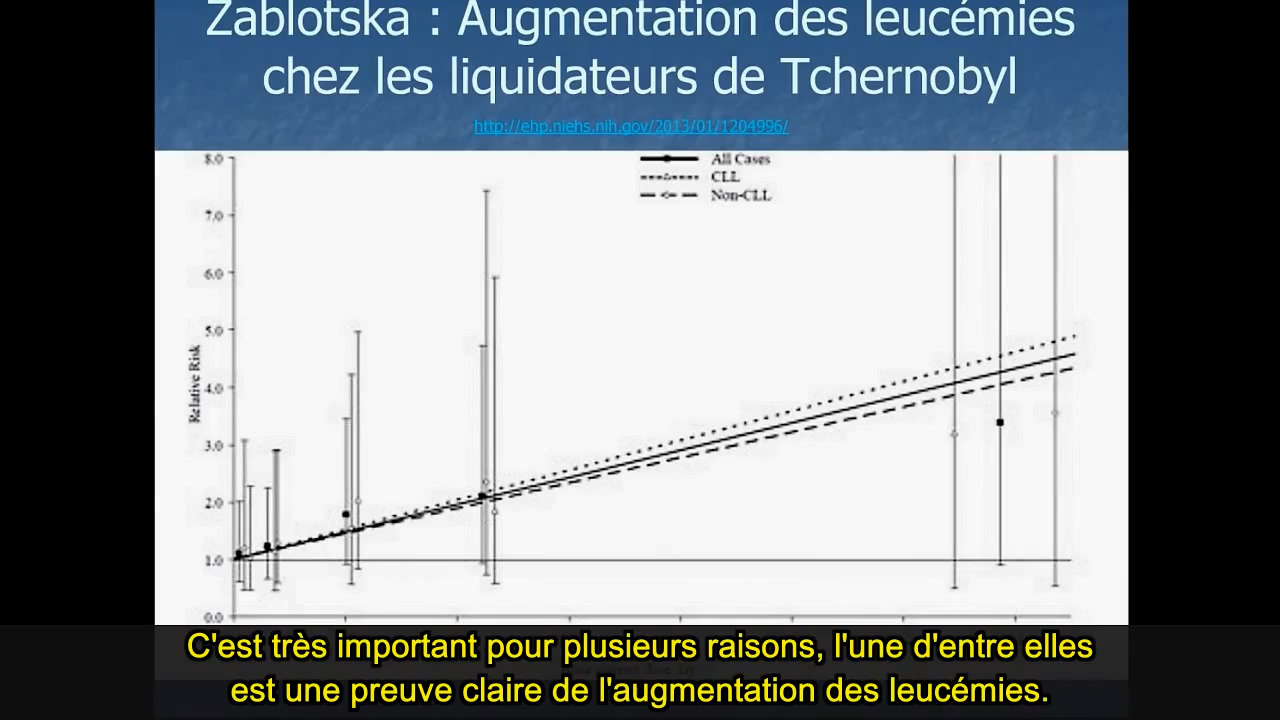 Zablotska : Augmentation des leucémies
chez les liquidateurs de Tchernobyl
http://ehp.niehs.nih.gov/2013/01/1204996/
8.0
All Cases
CLL
Non-CLL
7.0
6.0
5.0
4.0
3.0
2.0
1.0
0.0
Relative Risk
C'est très important pour plusieurs raisons, l'une d'entre elles
est une preuve claire de l'augmentation des leucémies.